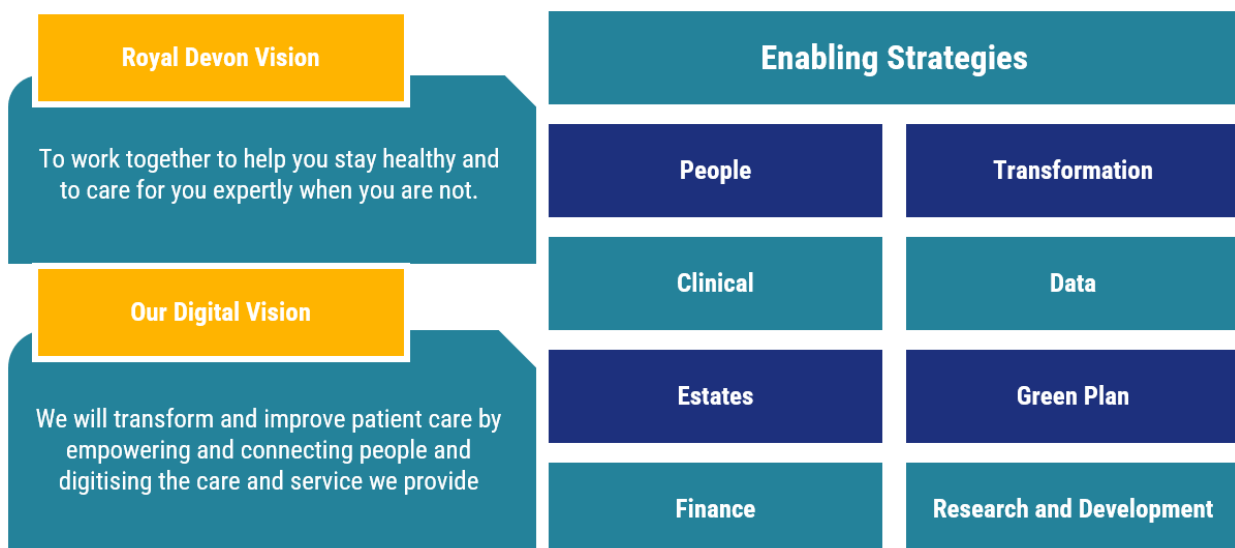 Royal Devon Vision
To work together to help you stay healthy and
to care for you expertly when you are not.
Our Digital Vision
We will transform and improve patient care by
empowering and connecting people and
digitising the care and service we provide
Enabling Strategies
People
Transformation
Clinical
Data
Estates
Green Plan
Finance
Research and Development